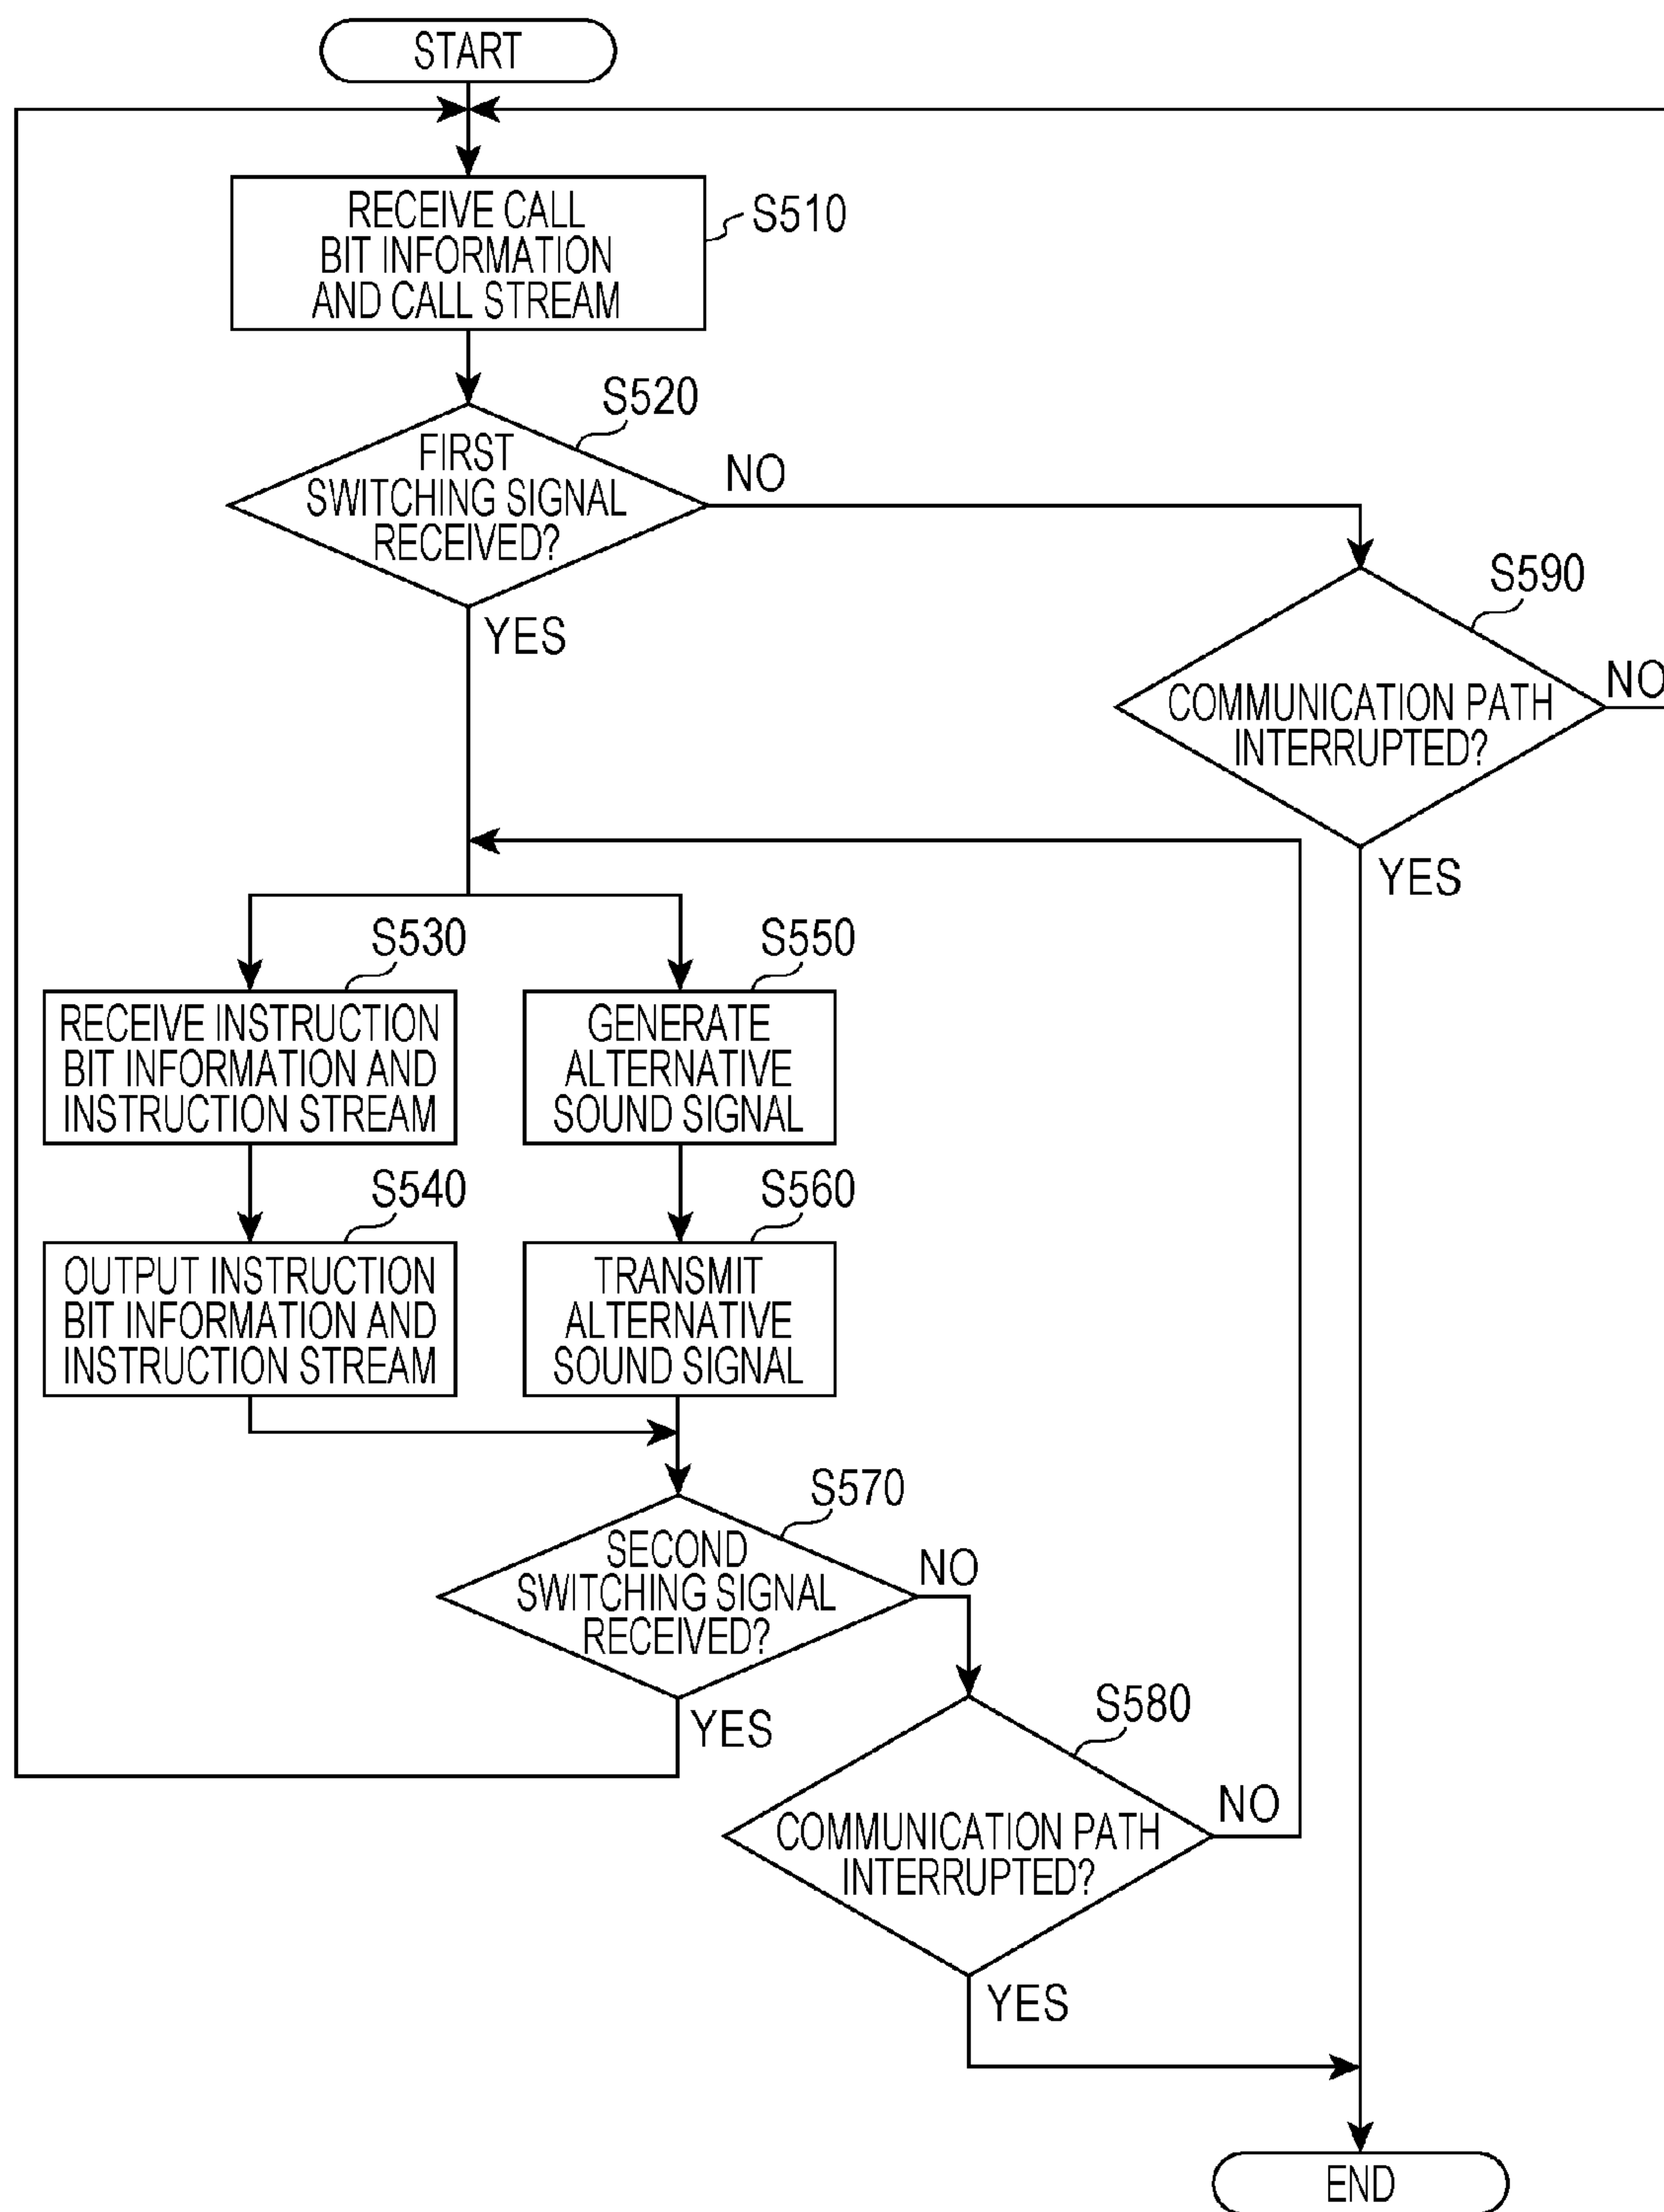 START
RECEIVE CALL
BIT INFORMATION
AND CALL STREAM
S510
S520
FIRST
SWITCHING SIGNAL
RECEIVED?
NO
YES
S590
COMMUNICATION PATH
INTERRUPTED?
NO
YES
S530
RECEIVE INSTRUCTION
BIT INFORMATION AND
INSTRUCTION STREAM
S550
GENERATE
ALTERNATIVE
SOUND SIGNAL
S540
OUTPUT INSTRUCTION
BIT INFORMATION AND
INSTRUCTION STREAM
S560
TRANSMIT
ALTERNATIVE
SOUND SIGNAL
S570
SECOND
SWITCHING SIGNAL
RECEIVED?
NO
YES
S580
COMMUNICATION PATH
INTERRUPTED?
NO
YES
END